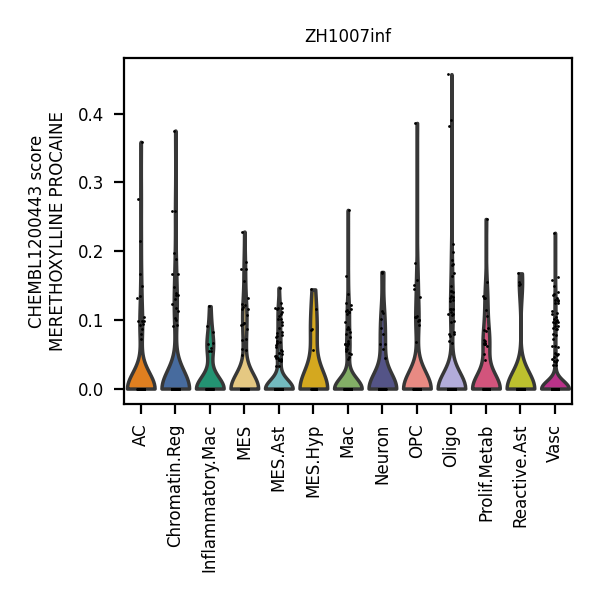 ZH1007inf
CHEMBL1200443 score
MERETHOXYLLINE PROCAINE
0.4
0.3
0.2
0.1
0.0
AC
Chromatin.Reg
Inflammatory.Mac
MES
MES.Ast
MES.Hyp
Mac
Neuron
OPC
Oligo
Prolif.Metab
Reactive.Ast
Vasc